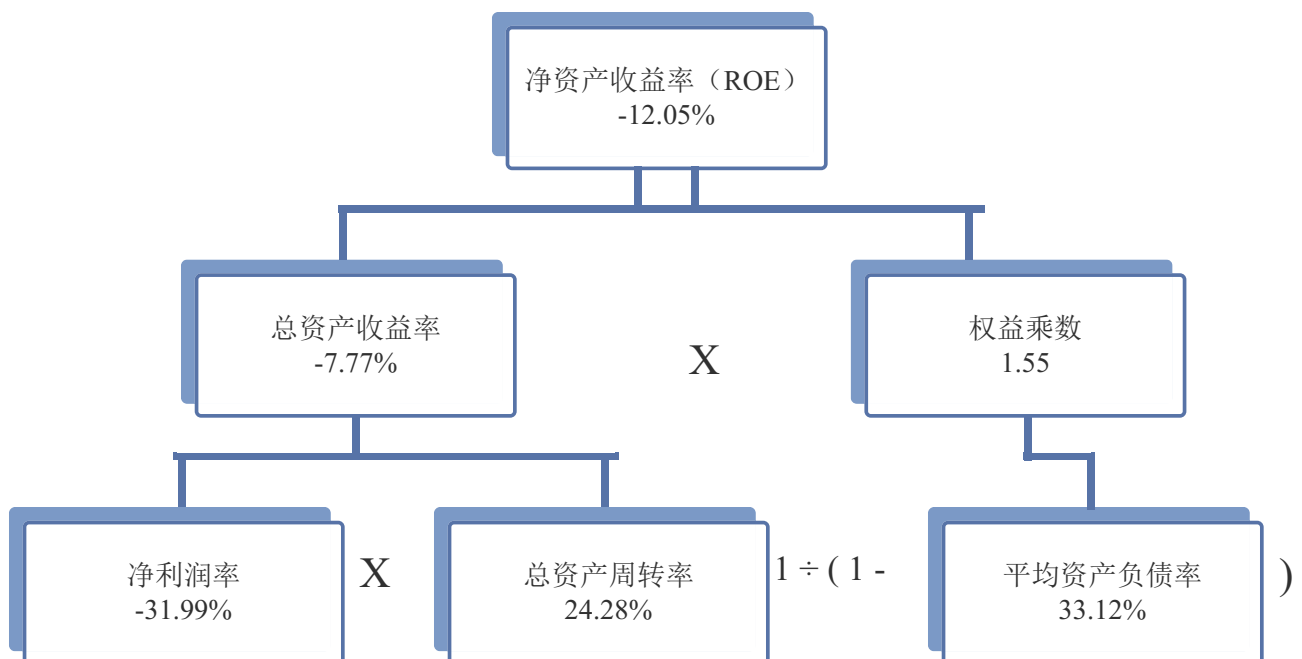 净资产收益率（ROE）
-12.05%
总资产收益率
-7.77%
X
权益乘数
1.55
净利润率
-31.99%
X
总资产周转率
24.28%
1 ÷ ( 1 -
平均资产负债率
33.12%
)